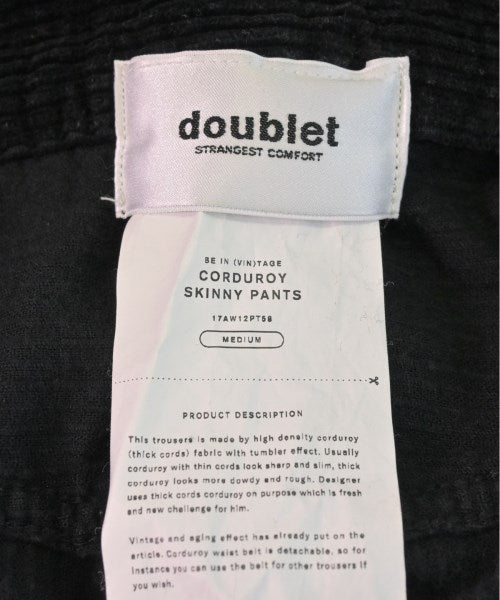 doublet
STRANGEST COMFORT
BE IN (VIN)TAGE
CORDUROY
SKINNY PANTS
17AW12PT58
MEDIUM
PRODUCT DESCRIPTION
This trousers is made by high density corduroy
(thick cords) fabric with tumbler effect. Usually
corduroy with thin cords look sharp and slim, thick
corduroy looks more dowdy and rough. Designer
uses thick cords corduroy on purpose which is fresh
and new challenge for him.
Vintage and aging effect has already put on the
article. Corduroy waist belt is detachable, so for
instance you can use the belt for other trousers if
you wish.